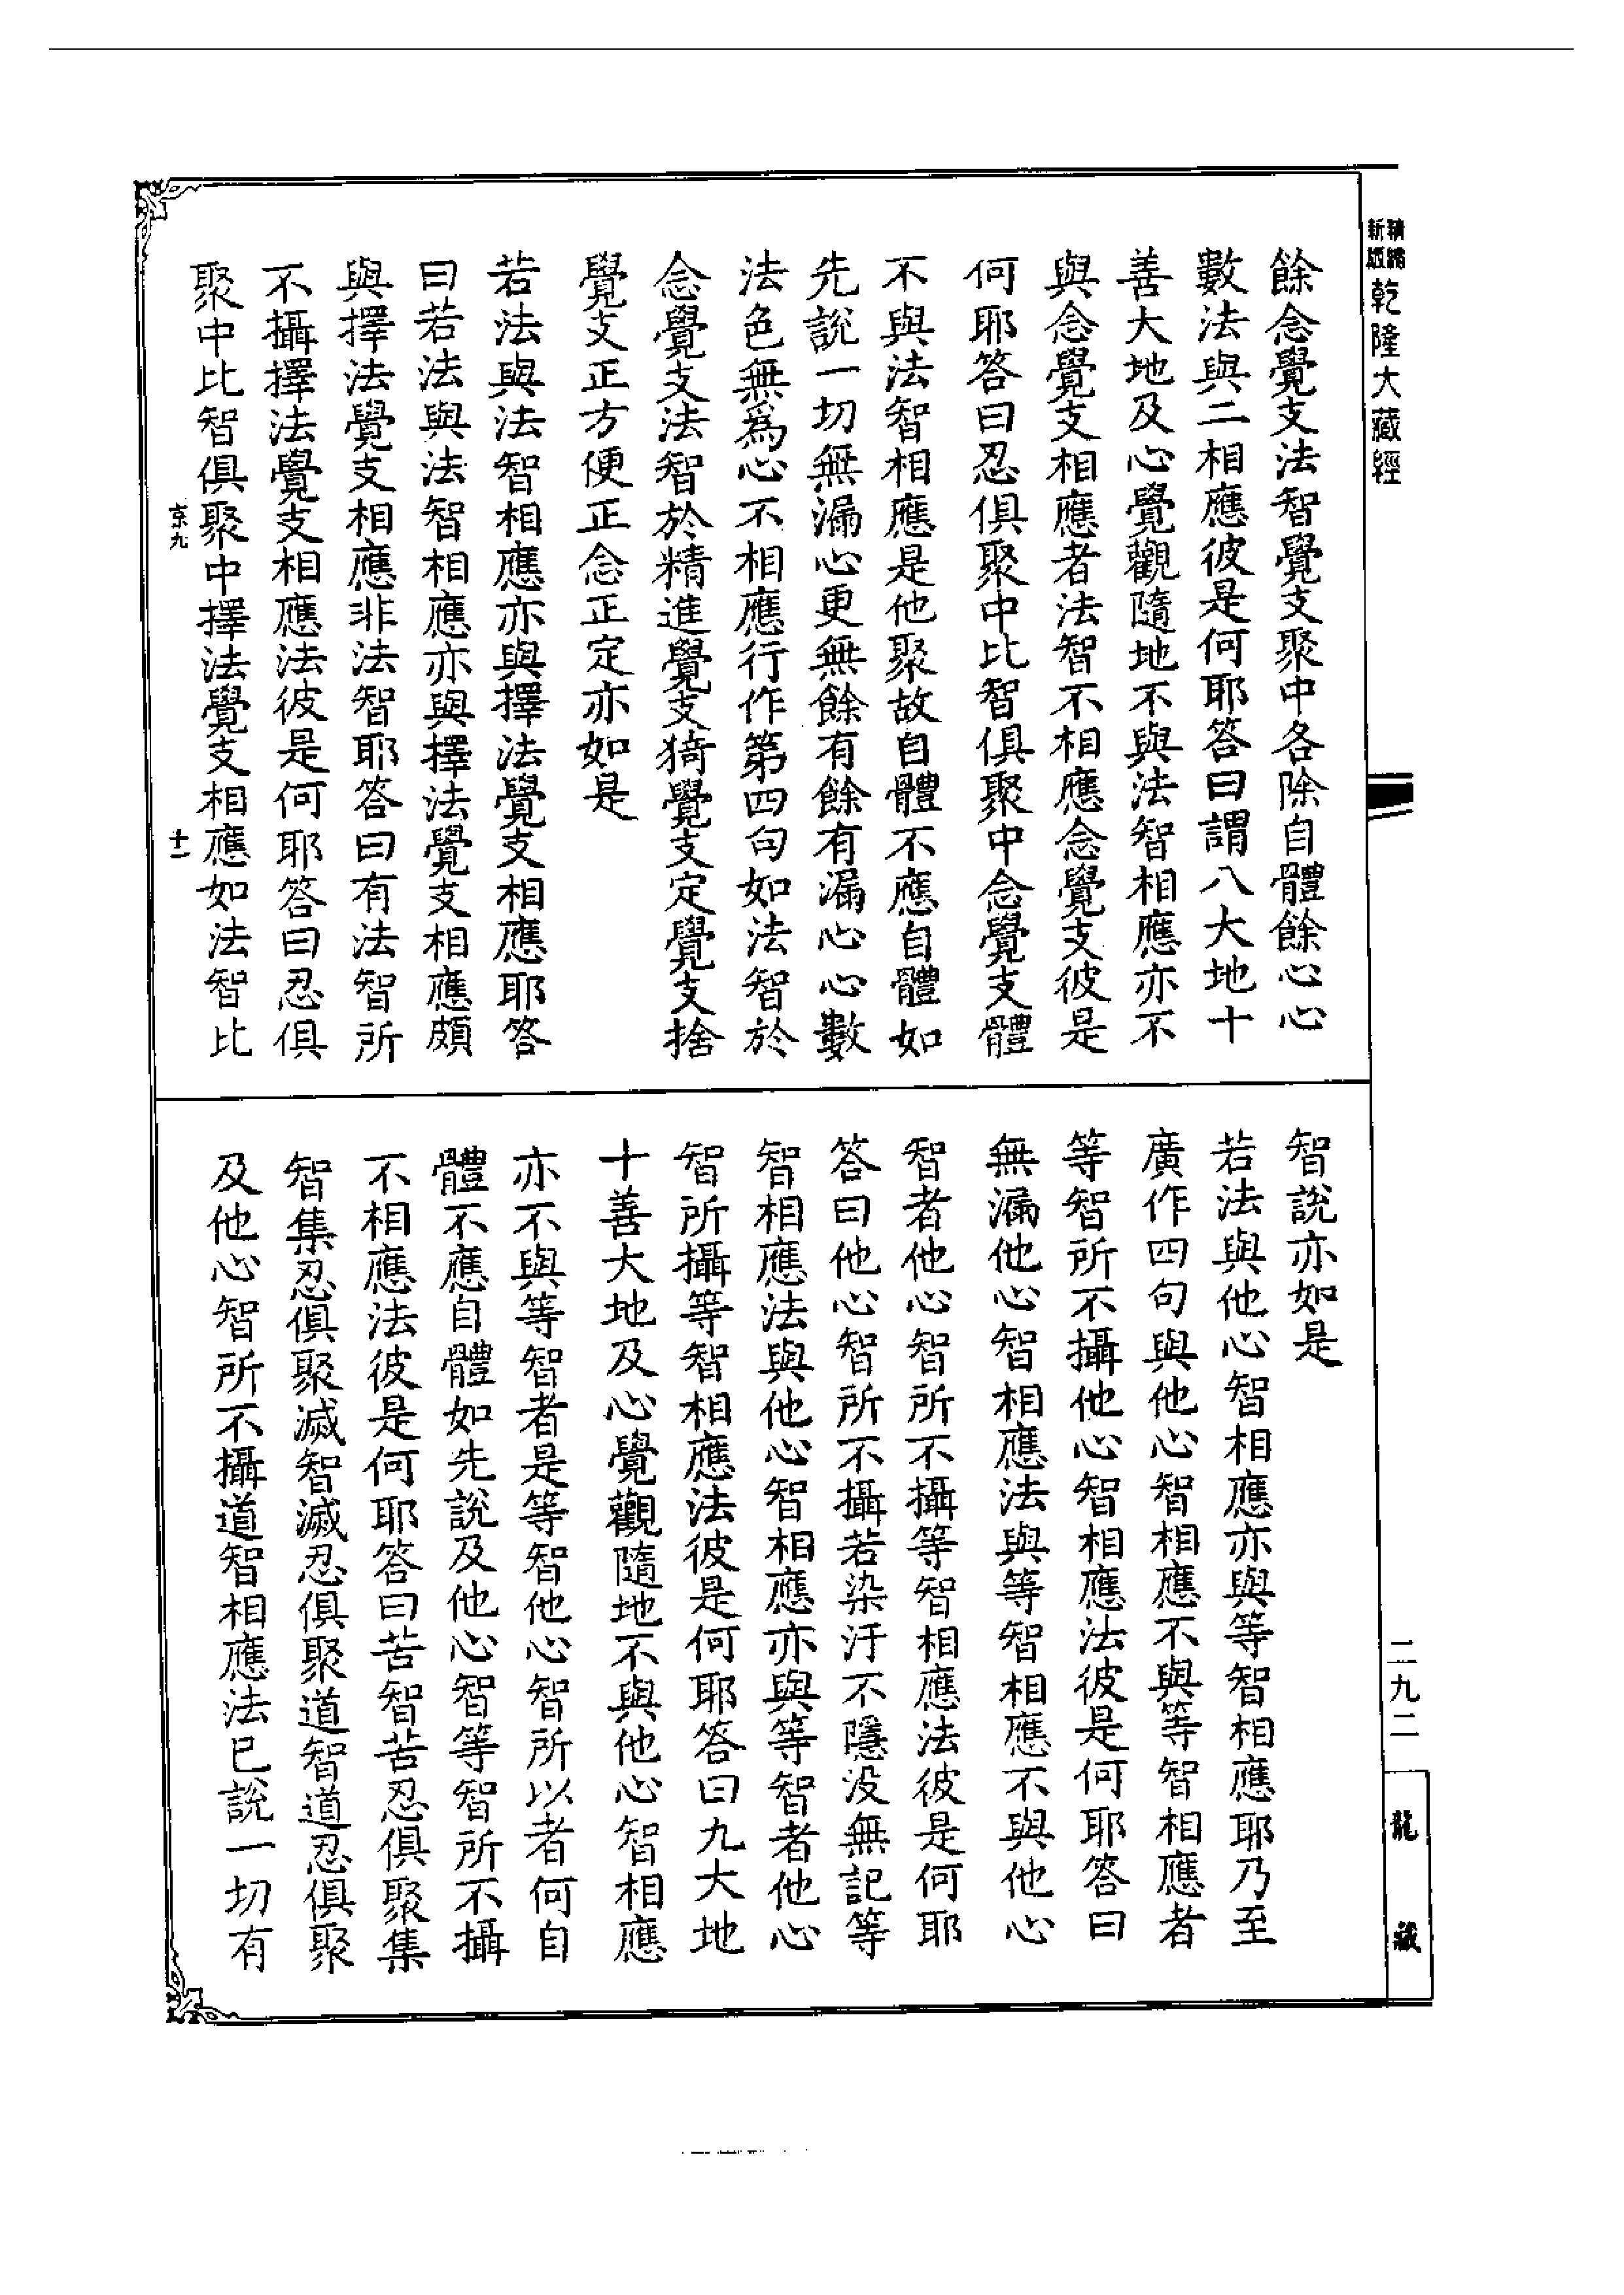 精繡
新版
乾隆大藏經
餘念覺支法智覺支聚中各除自體餘心心
數法與二相應彼是何耶答曰謂八大地十
善大地及心覺觀隨地不與法智相應亦不
與念覺支相應者法智不相應念覺支彼是
何耶答曰忍俱聚中比智俱聚中念覺支體
不與法智相應是他聚故自體不應自體如
先說一切無漏心更無餘有餘有漏心心數
法色無爲心不相應行作第四句如法智於
念覺支法智於精進覺支猗覺支定覺支捨
覺支正方便正念正定亦如是
若法與法智相應亦與擇法覺支相應耶答
曰若法與法智相應亦與擇法覺支相應頗
與擇法覺支相應非法智耶答曰有法智所
不攝擇法覺支相應法彼是何耶答曰忍俱
聚中比智俱聚中擇法覺支相應如法智比
京九
十一
智說亦如是
若法與他心智相應亦與等智相應耶乃至
廣作四句與他心智相應不與等智相應者
等智所不攝他心智相應法彼是何耶答曰
無漏他心智相應法與等智相應不與他心
智者他心智所不攝等智相應法彼是何耶
答曰他心智所不攝若染汙不隱没無記等
智相應法與他心智相應亦與等智者他心
智所攝等智相應法彼是何耶答曰九大地
十善大地及心覺觀隨地不與他心智相應
亦不與等智者是等智他心智所以者何自
體不應自體如先說及他心智等智所不攝
不相應法彼是何耶答曰苦智苦忍俱聚集
智集忍俱聚滅智滅忍俱聚道智道忍俱聚
及他心智所不攝道智相應法已說一切有
二九二
龍藏